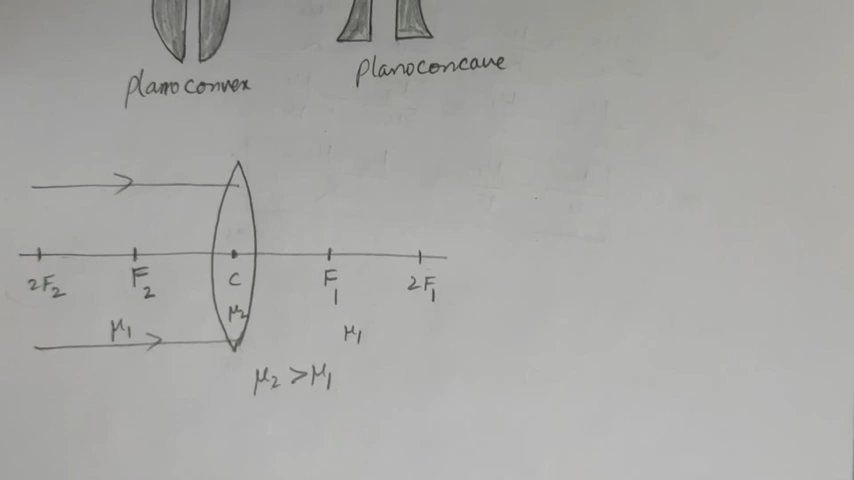 planoconvex
planoconcave
2F₂ F₂ C F₁ 2F₁
μ₂
μ₁ μ₁
μ₂ > μ₁